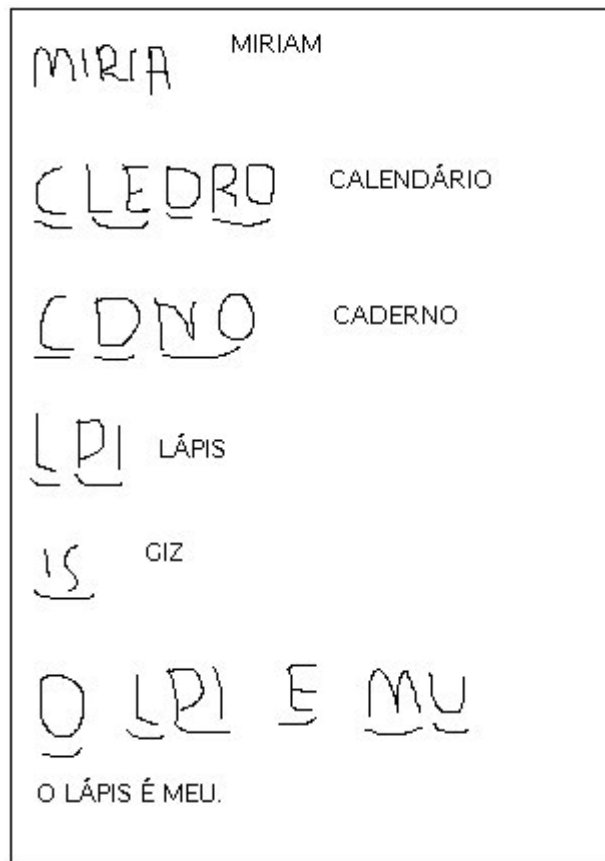 MIRIA MIRIAM
CLEDRO CALENDÁRIO
CDNO CADERNO
LPI LÁPIS
IS GIZ
O LPI E MU
O LÁPIS É MEU.